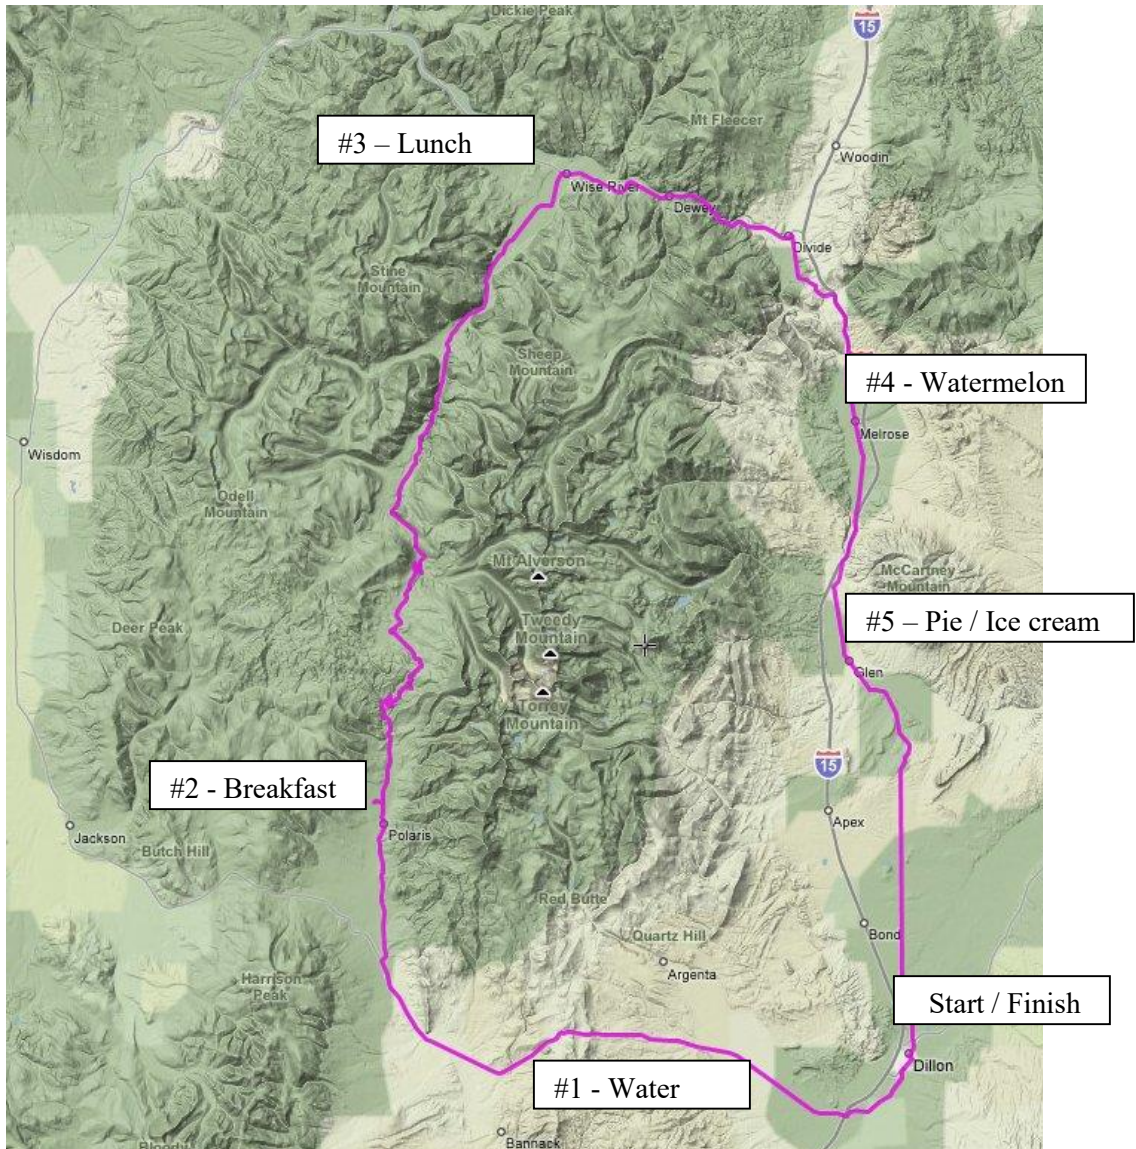 Dickie Peak
15
#3 – Lunch
Mt Fleecer
Woodin
Wise River
Dewey
Divide
Stine
Mountain
Sheep
Mountain
#4 - Watermelon
Melrose
Wisdom
Odell
Mountain
Mt Alverson
McCartney
Mountain
Deer Peak
Tweedy
Mountain
#5 – Pie / Ice cream
Glen
Torrey
Mountain
15
#2 - Breakfast
Apex
Jackson
Polaris
Butch Hill
Red Butte
Bond
Quartz Hill
Argenta
Harrison
Peak
Start / Finish
Dillon
#1 - Water
Bannack
Bloody